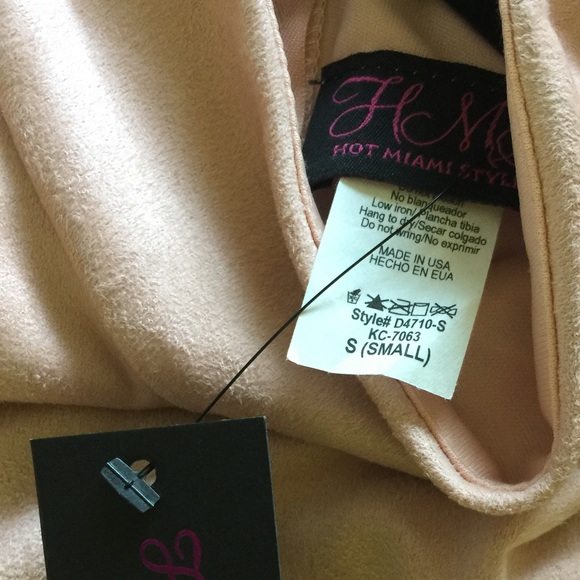 HMS
HOT MIAMI STYLE
No blanqueador
Low iron/Plancha tibia
Hang to dry/Secar colgado
Do not wring/No exprimir
MADE IN USA
HECHO EN EUA
Style# D4710-S
KC-7063
S (SMALL)